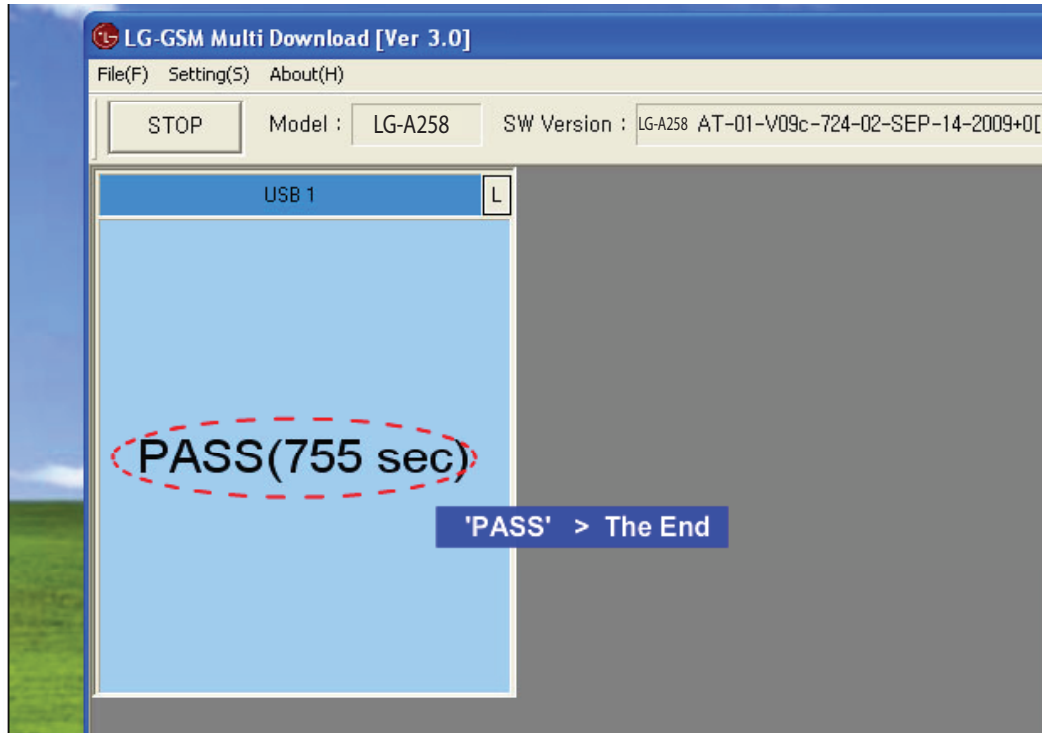 LG-GSM Multi Download [Ver 3.0]
File(F) Setting(S) About(H)
STOP Model : LG-A258 SW Version : LG-A258 AT-01-V09c-724-02-SEP-14-2009+0[
USB 1 L
PASS(755 sec)
'PASS' > The End